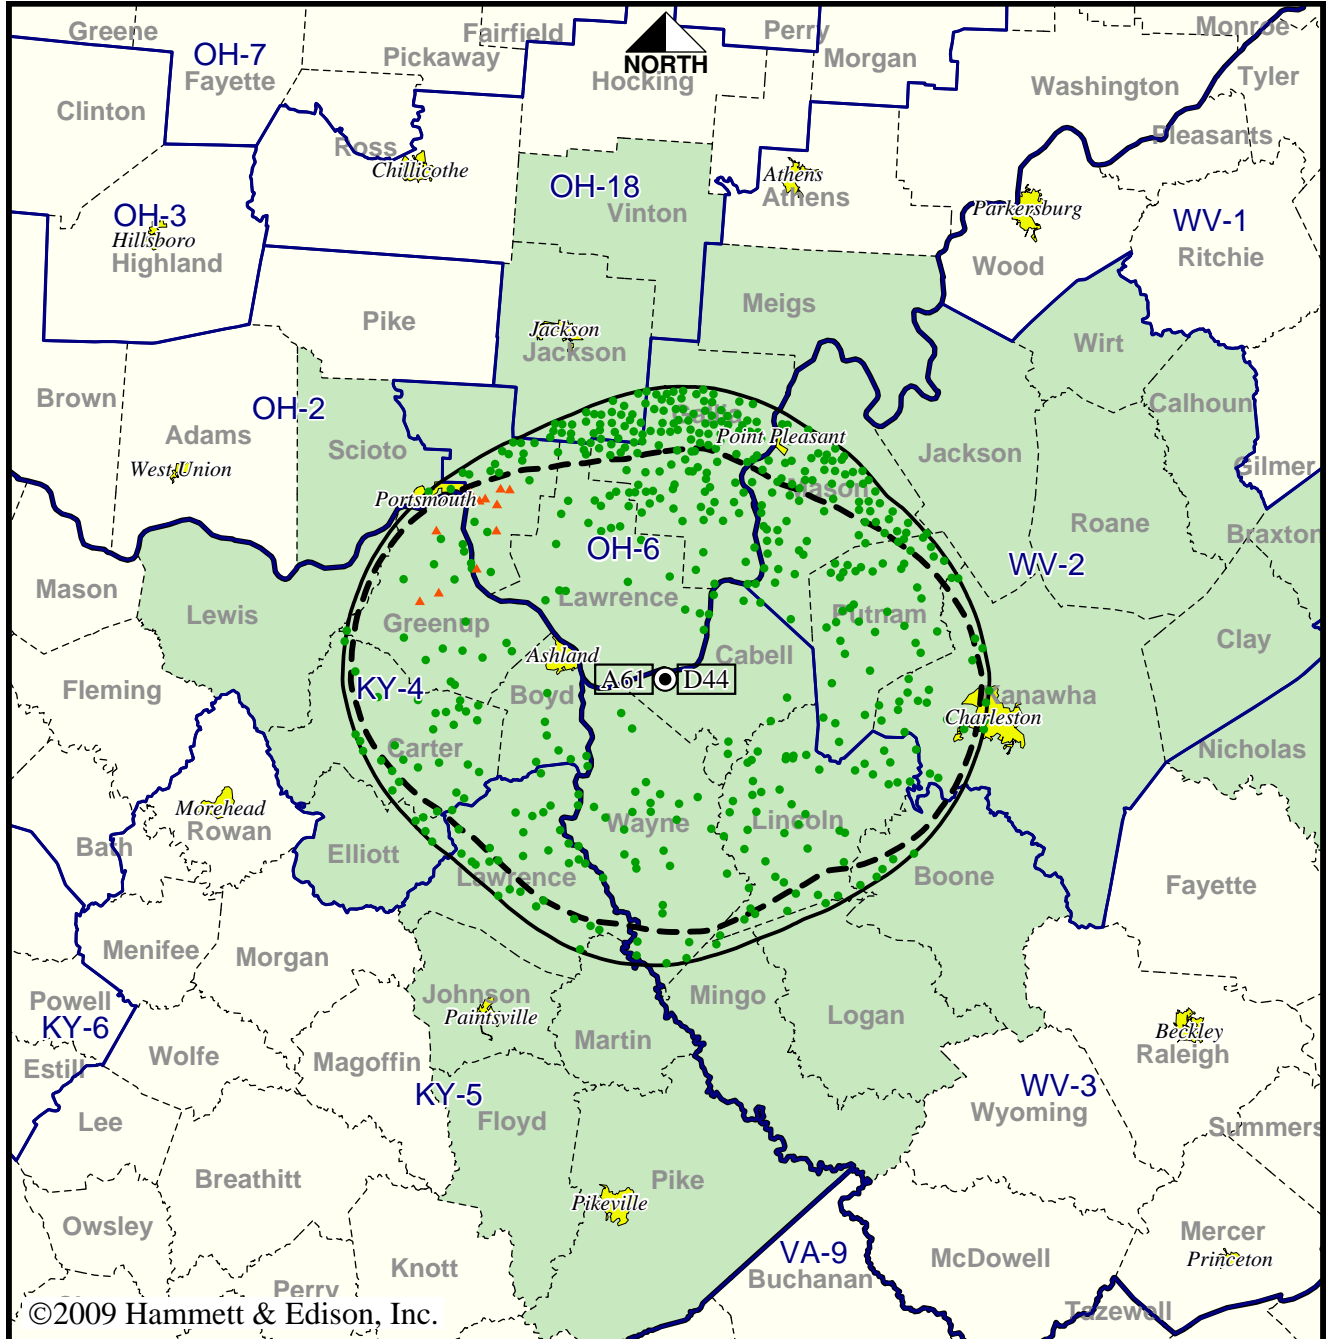 Greene
Fairfield
Perry
Monroe
OH-7
Pickaway
NORTH
Morgan
Tyler
Fayette
Hocking
Washington
Clinton
Pleasants
Ross
Chillicothe
Athens
OH-18
Athens
OH-3
Vinton
Parkersburg
WV-1
Hillsboro
Highland
Wood
Ritchie
Meigs
Pike
Jackson
Jackson
Wirt
Brown
OH-2
Calhoun
Adams
Scioto
Point Pleasant
Jackson
West Union
Gilmer
Portsmouth
Mason
Roane
Braxton
OH-6
WV-2
Mason
Lewis
Lawrence
Putnam
Greenup
Clay
Ashland
Cabell
Fleming
KY-4
Boyd
A61
D44
Kanawha
Charleston
Carter
Nicholas
Morehead
Rowan
Wayne
Lincoln
Bath
Elliott
Lawrence
Boone
Fayette
Menifee
Morgan
Johnson
Mingo
Powell
Paintsville
Logan
KY-6
Martin
Beckley
Wolfe
Magoffin
Raleigh
Estill
KY-5
WV-3
Lee
Floyd
Wyoming
Summers
Breathitt
Pike
Pikeville
Owsley
Mercer
VA-9
McDowell
Princeton
Knott
Buchanan
Perry
©2009 Hammett & Edison, Inc.
Tazewell